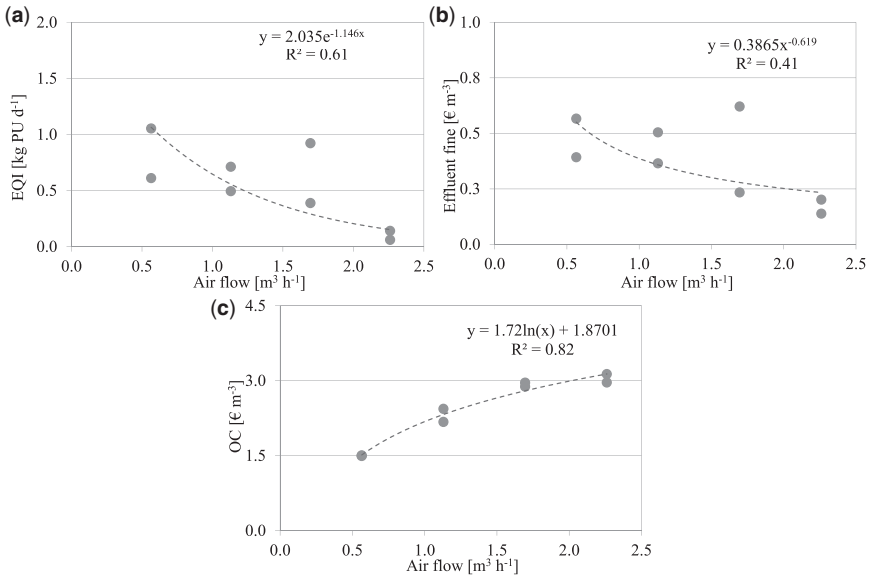 (a)
2.0
1.5
1.0
0.5
0.0
EQI [kg PU d-1]
y = 2.035e-1.146x
R² = 0.61
0.0 0.5 1.0 1.5 2.0 2.5
Air flow [m3 h-1]
(b)
1.0
0.8
0.5
0.3
0.0
Effluent fine [€ m-3]
y = 0.3865x-0.619
R² = 0.41
0.0 0.5 1.0 1.5 2.0 2.5
Air flow [m3 h-1]
(c)
4.5
3.0
1.5
0.0
OC [€ m-3]
y = 1.72ln(x) + 1.8701
R² = 0.82
0.0 0.5 1.0 1.5 2.0 2.5
Air flow [m3 h-1]